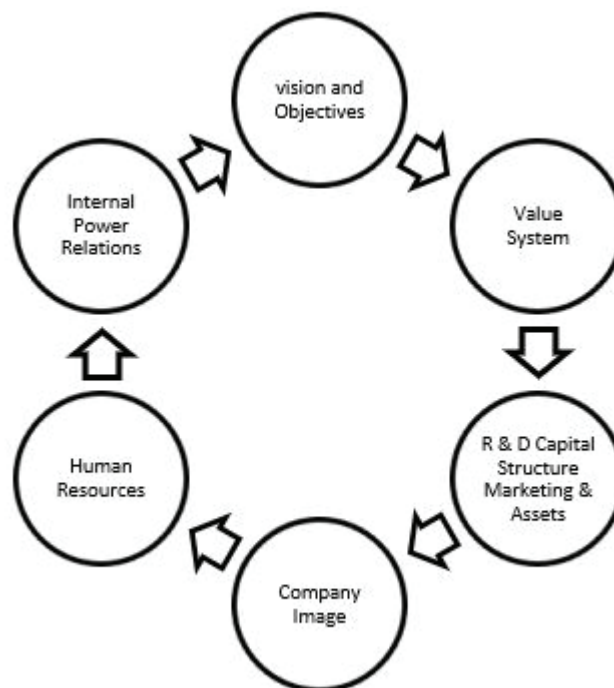 vision and
Objectives
Value
System
R & D Capital
Structure
Marketing &
Assets
Company
Image
Human
Resources
Internal
Power
Relations